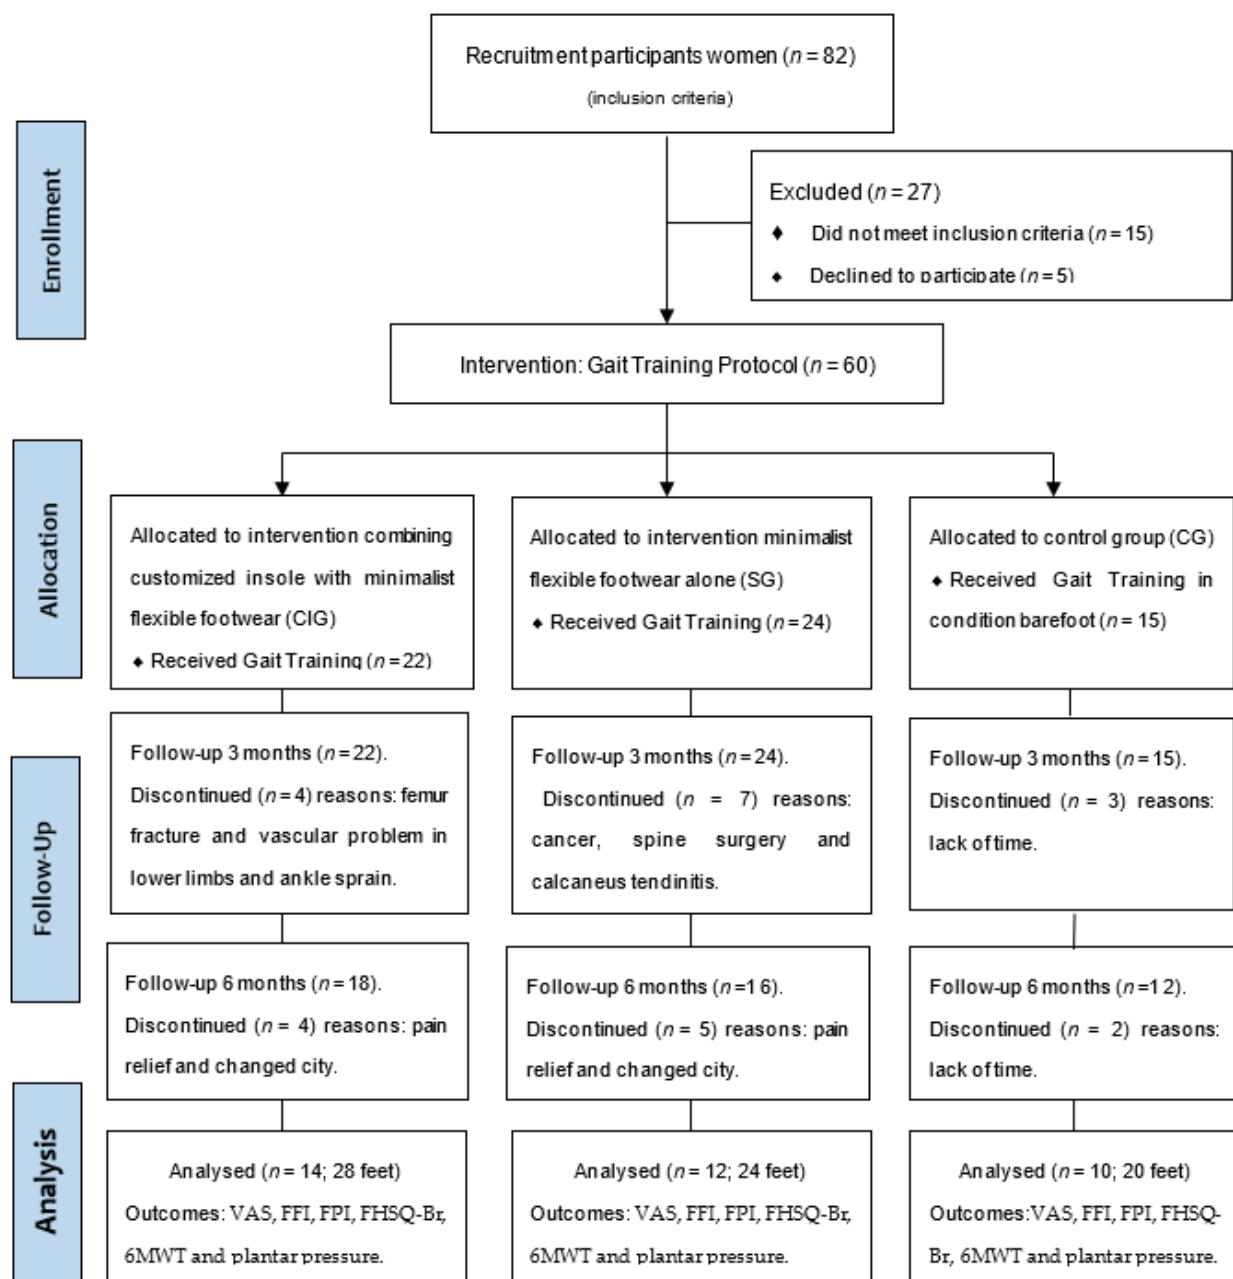 Recruitment participants women (n = 82)
(inclusion criteria)
Enrollment
Excluded (n = 27)
♦ Did not meet inclusion criteria (n = 15)
♦ Declined to participate (n = 5)
Intervention: Gait Training Protocol (n = 60)
Allocation
Allocated to intervention combining
customized insole with minimalist
flexible footwear (CIG)
♦ Received Gait Training (n = 22)
Allocated to intervention minimalist
flexible footwear alone (SG)
♦ Received Gait Training (n = 24)
Allocated to control group (CG)
♦ Received Gait Training in
condition barefoot (n = 15)
Follow-Up
Follow-up 3 months (n = 22).
Discontinued (n = 4) reasons: femur
fracture and vascular problem in
lower limbs and ankle sprain.
Follow-up 3 months (n = 24).
Discontinued (n = 7) reasons:
cancer, spine surgery and
calcaneus tendinitis.
Follow-up 3 months (n = 15).
Discontinued (n = 3) reasons:
lack of time.
Follow-up 6 months (n = 18).
Discontinued (n = 4) reasons: pain
relief and changed city.
Follow-up 6 months (n =16).
Discontinued (n = 5) reasons: pain
relief and changed city.
Follow-up 6 months (n =12).
Discontinued (n = 2) reasons:
lack of time.
Analysis
Analysed (n = 14; 28 feet)
Outcomes: VAS, FFI, FPI, FHSQ-Br,
6MWT and plantar pressure.
Analysed (n = 12; 24 feet)
Outcomes: VAS, FFI, FPI, FHSQ-Br,
6MWT and plantar pressure.
Analysed (n = 10; 20 feet)
Outcomes:VAS, FFI, FPI, FHSQ-
Br, 6MWT and plantar pressure.